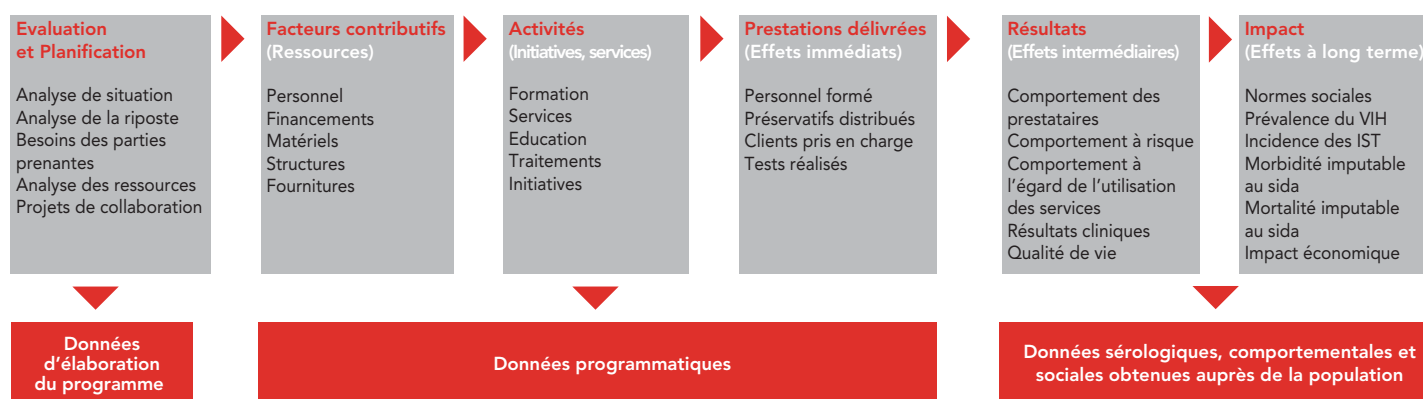 Evaluation
et Planification
Analyse de situation
Analyse de la riposte
Besoins des parties
prenantes
Analyse des ressources
Projets de collaboration
Facteurs contributifs
(Ressources)
Personnel
Financements
Matériels
Structures
Fournitures
Activités
(Initiatives, services)
Formation
Services
Education
Traitements
Initiatives
Prestations délivrées
(Effets immédiats)
Personnel formé
Préservatifs distribués
Clients pris en charge
Tests réalisés
Résultats
(Effets intermédiaires)
Comportement des
prestataires
Comportement à risque
Comportement à
l’égard de l’utilisation
des services
Résultats cliniques
Qualité de vie
Impact
(Effets à long terme)
Normes sociales
Prévalence du VIH
Incidence des IST
Morbidité imputable
au sida
Mortalité imputable
au sida
Impact économique
Données
d’élaboration
du programme
Données programmatiques
Données sérologiques, comportementales et
sociales obtenues auprès de la population